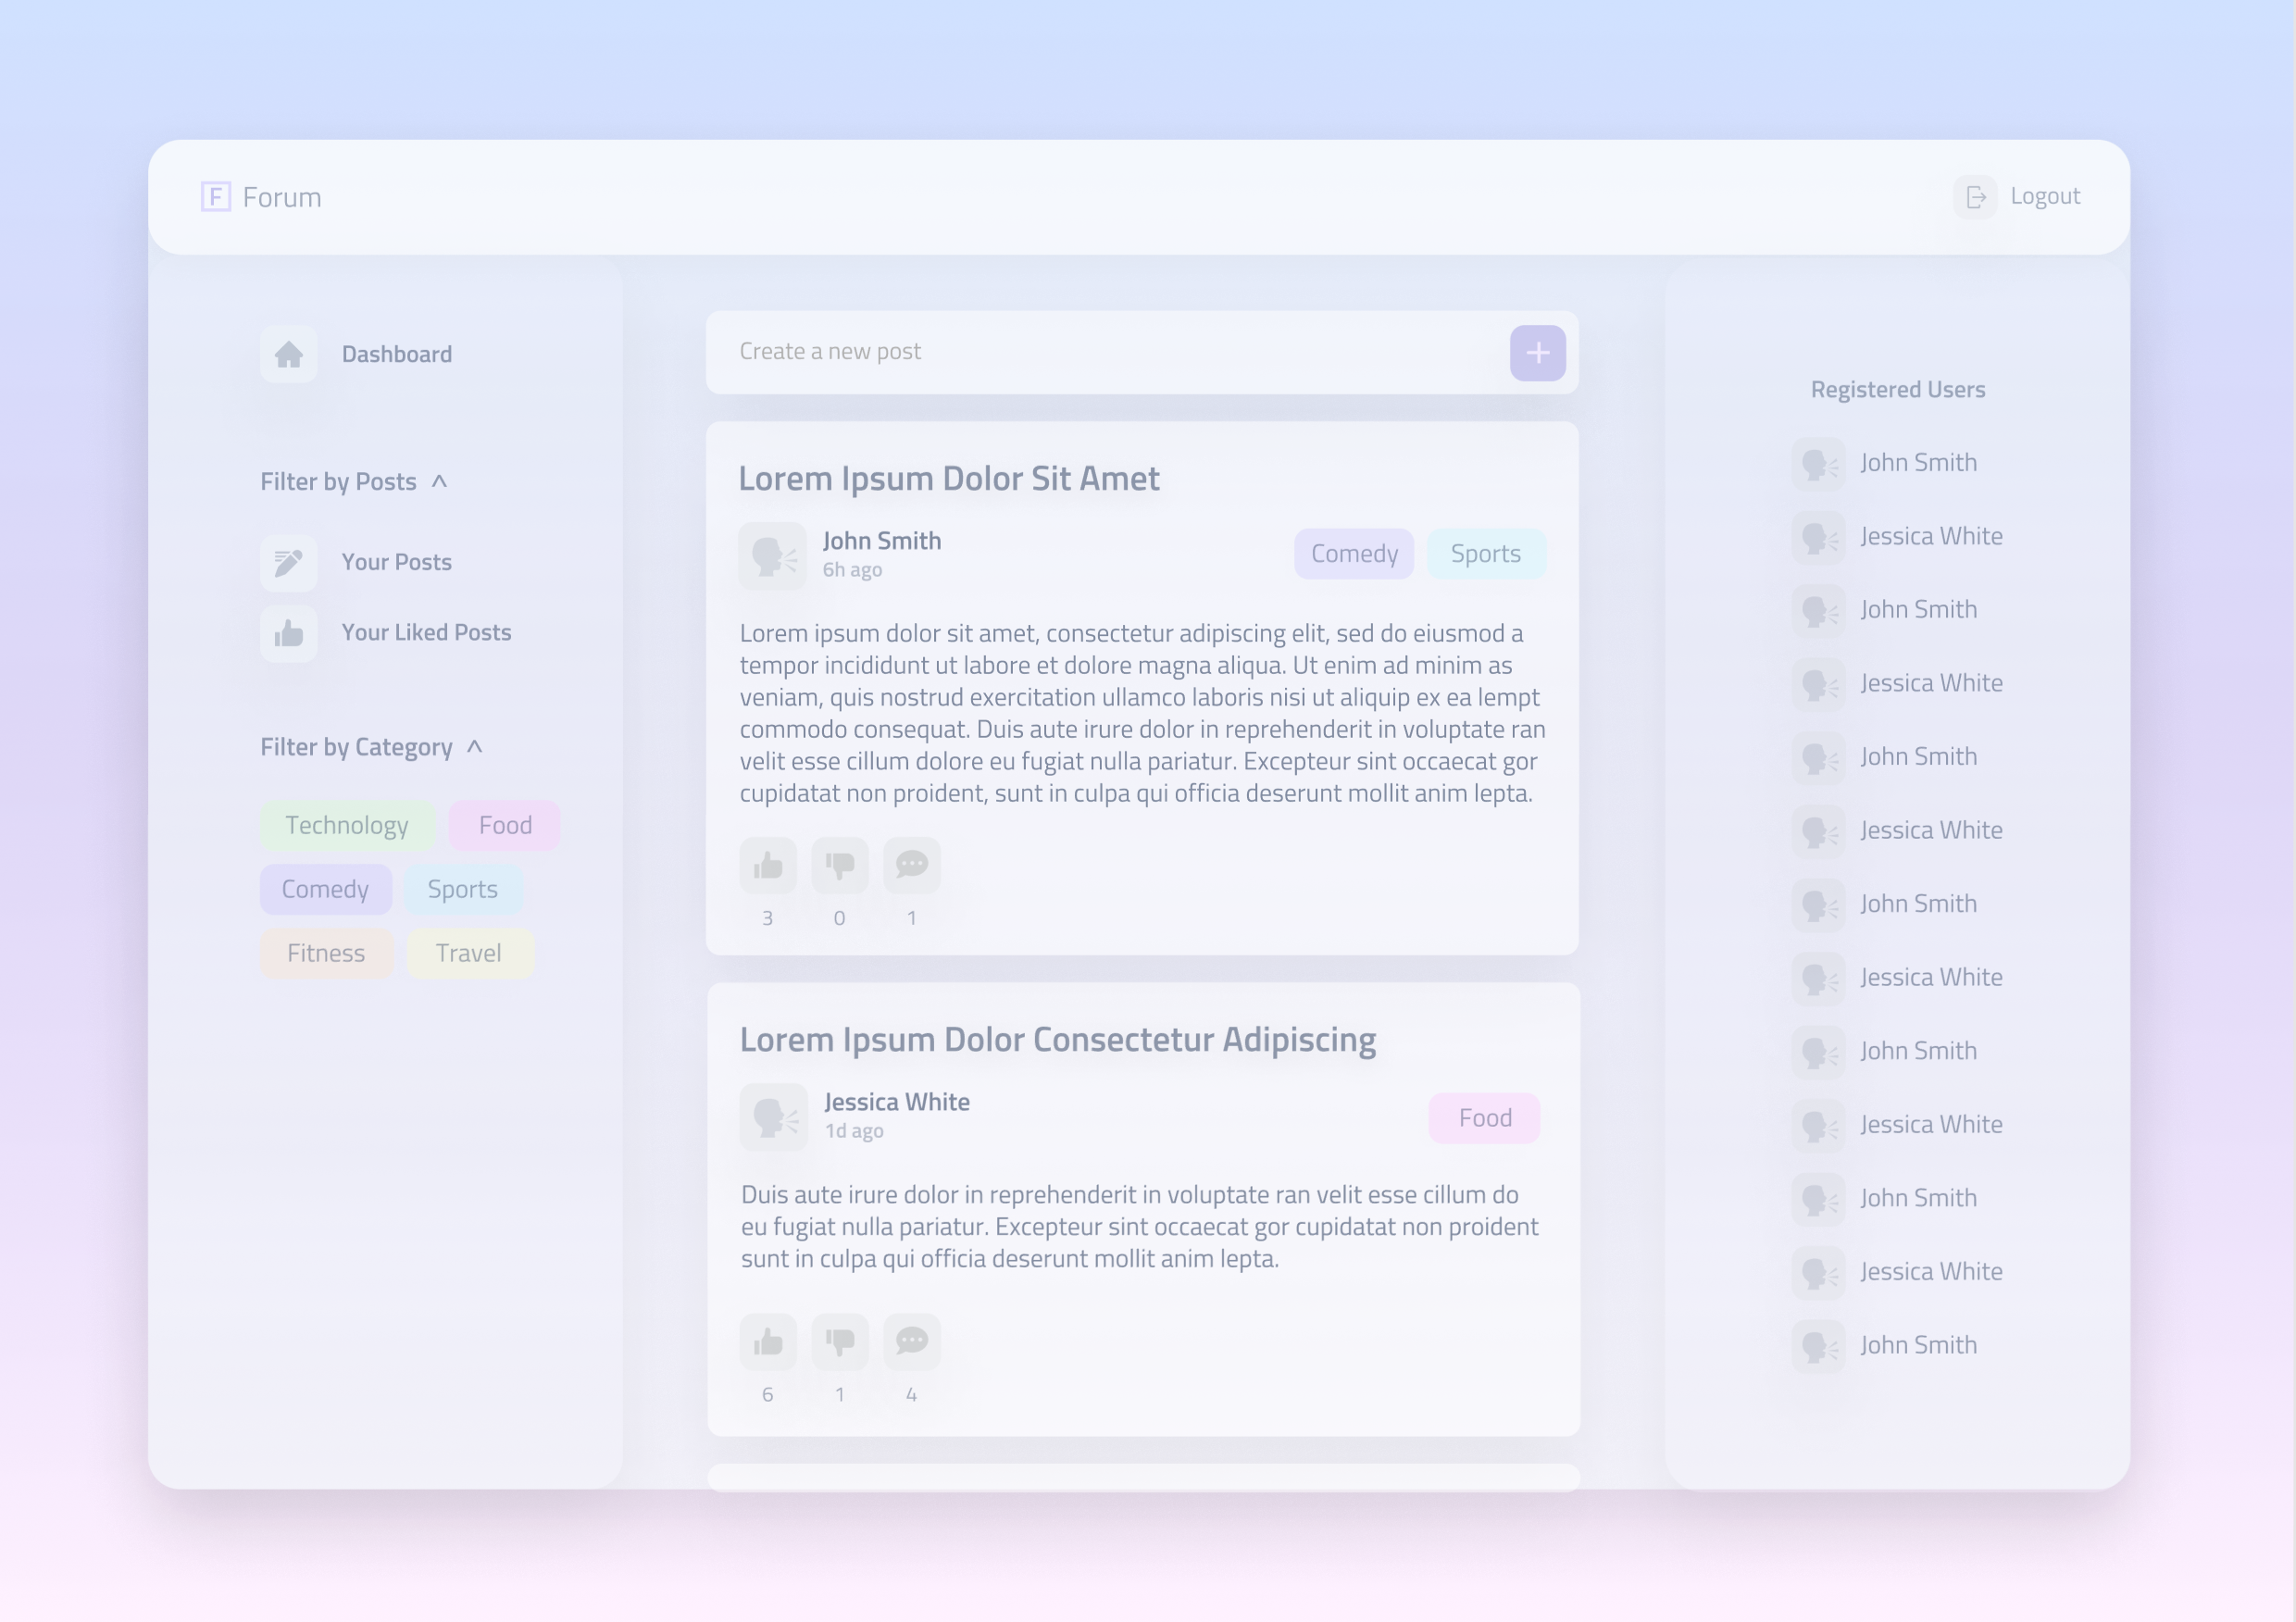 F Forum
Logout
Dashboard
Filter by Posts ^
Your Posts
Your Liked Posts
Filter by Category ^
Technology
Food
Comedy
Sports
Fitness
Travel
Create a new post
+
Lorem Ipsum Dolor Sit Amet
John Smith
6h ago
Comedy
Sports
Lorem ipsum dolor sit amet, consectetur adipiscing elit, sed do eiusmod a
tempor incididunt ut labore et dolore magna aliqua. Ut enim ad minim as
veniam, quis nostrud exercitation ullamco laboris nisi ut aliquip ex ea lempt
commodo consequat. Duis aute irure dolor in reprehenderit in voluptate ran
velit esse cillum dolore eu fugiat nulla pariatur. Excepteur sint occaecat gor
cupidatat non proident, sunt in culpa qui officia deserunt mollit anim lepta.
3 0 1
Lorem Ipsum Dolor Consectetur Adipiscing
Jessica White
1d ago
Food
Duis aute irure dolor in reprehenderit in voluptate ran velit esse cillum do
eu fugiat nulla pariatur. Excepteur sint occaecat gor cupidatat non proident
sunt in culpa qui officia deserunt mollit anim lepta.
6 1 4
Registered Users
John Smith
Jessica White
John Smith
Jessica White
John Smith
Jessica White
John Smith
Jessica White
John Smith
Jessica White
John Smith
Jessica White
John Smith